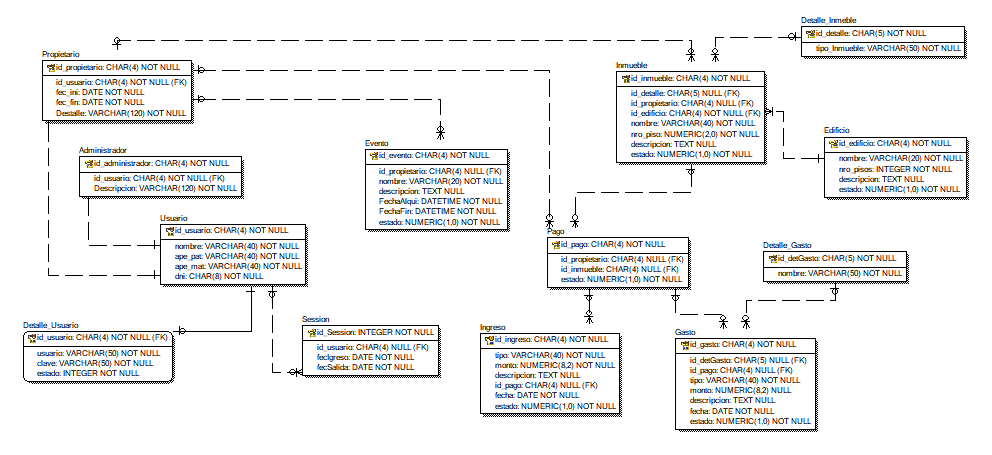 Detalle_Inmeble
id_detalle: CHAR(5) NOT NULL
tipo_Inmueble: VARCHAR(50) NOT NULL
Propietario
id_propietario: CHAR(4) NOT NULL
id_usuario: CHAR(4) NOT NULL (FK)
fec_ini: DATE NOT NULL
fec_fin: DATE NOT NULL
Destalle: VARCHAR(120) NOT NULL
Inmueble
id_inmueble: CHAR(4) NOT NULL
id_detalle: CHAR(5) NULL (FK)
id_propietario: CHAR(4) NULL (FK)
id_edificio: CHAR(4) NOT NULL (FK)
nombre: VARCHAR(40) NOT NULL
nro_piso: NUMERIC(2,0) NOT NULL
descripcion: TEXT NULL
estado: NUMERIC(1,0) NOT NULL
Edificio
id_edificio: CHAR(4) NOT NULL
nombre: VARCHAR(20) NOT NULL
nro_pisos: INTEGER NOT NULL
descripcion: TEXT NULL
estado: NUMERIC(1,0) NOT NULL
Administrador
id_administrador: CHAR(4) NOT NULL
id_usuario: CHAR(4) NOT NULL (FK)
Descripcion: VARCHAR(120) NOT NULL
Evento
id_evento: CHAR(4) NOT NULL
id_propietario: CHAR(4) NULL (FK)
nombre: VARCHAR(20) NOT NULL
descripcion: TEXT NULL
FechaAlqui: DATETIME NOT NULL
FechaFin: DATETIME NOT NULL
estado: NUMERIC(1,0) NOT NULL
Usuario
id_usuario: CHAR(4) NOT NULL
nombre: VARCHAR(40) NOT NULL
ape_pat: VARCHAR(40) NOT NULL
ape_mat: VARCHAR(40) NOT NULL
dni: CHAR(8) NOT NULL
Pago
id_pago: CHAR(4) NOT NULL
id_propietario: CHAR(4) NULL (FK)
id_inmueble: CHAR(4) NULL (FK)
estado: NUMERIC(1,0) NOT NULL
Detalle_Gasto
id_detGasto: CHAR(5) NOT NULL
nombre: VARCHAR(50) NOT NULL
Detalle_Usuario
id_usuario: CHAR(4) NOT NULL (FK)
usuario: VARCHAR(50) NOT NULL
clave: VARCHAR(50) NOT NULL
estado: INTEGER NOT NULL
Session
id_Session: INTEGER NOT NULL
id_usuario: CHAR(4) NULL (FK)
fecIgreso: DATE NOT NULL
fecSalida: DATE NOT NULL
Ingreso
id_ingreso: CHAR(4) NOT NULL
tipo: VARCHAR(40) NOT NULL
monto: NUMERIC(8,2) NOT NULL
descripcion: TEXT NULL
id_pago: CHAR(4) NULL (FK)
fecha: DATE NOT NULL
estado: NUMERIC(1,0) NOT NULL
Gasto
id_gasto: CHAR(4) NOT NULL
id_detGasto: CHAR(5) NULL (FK)
id_pago: CHAR(4) NULL (FK)
tipo: VARCHAR(40) NOT NULL
monto: NUMERIC(8,2) NULL
descripcion: TEXT NULL
fecha: DATE NOT NULL
estado: NUMERIC(1,0) NOT NULL